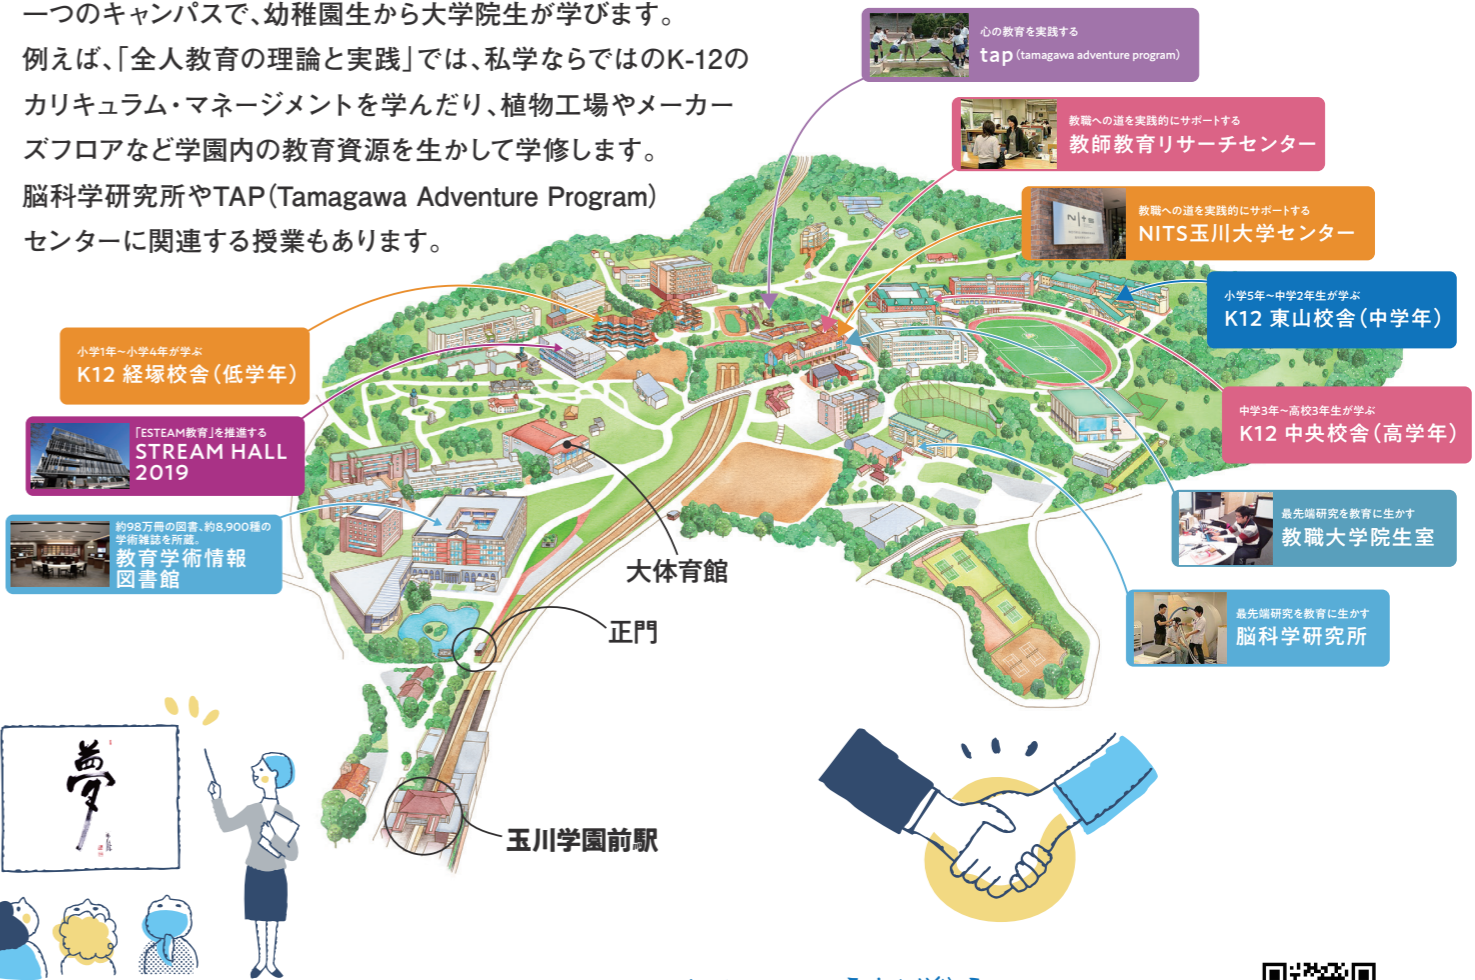 一つのキャンパスで、幼稚園生から大学院生が学びます。
例えば、「全人教育の理論と実践」では、私学ならではのK-12の
カリキュラム・マネージメントを学んだり、植物工場やメーカー
ズフロアなど学園内の教育資源を生かして学修します。
脳科学研究所やTAP（Tamagawa Adventure Program）
センターに関連する授業もあります。
心の教育を実践する
tap（tamagawa adventure program）
教職への道を実践的にサポートする
教師教育リサーチセンター
教職への道を実践的にサポートする
NITS玉川大学センター
小学5年～中学2年生が学ぶ
K12 東山校舎（中学年）
小学1年～小学4年が学ぶ
K12 経塚校舎（低学年）
中学3年～高校3年生が学ぶ
K12 中央校舎（高学年）
「ESTEAM教育」を推進する
STREAM HALL
2019
約98万冊の図書、約8,900種の
学術雑誌を所蔵。
教育学術情報
図書館
最先端研究を教育に生かす
教職大学院生室
最先端研究を教育に生かす
脳科学研究所
大体育館
正門
玉川学園前駅
夢